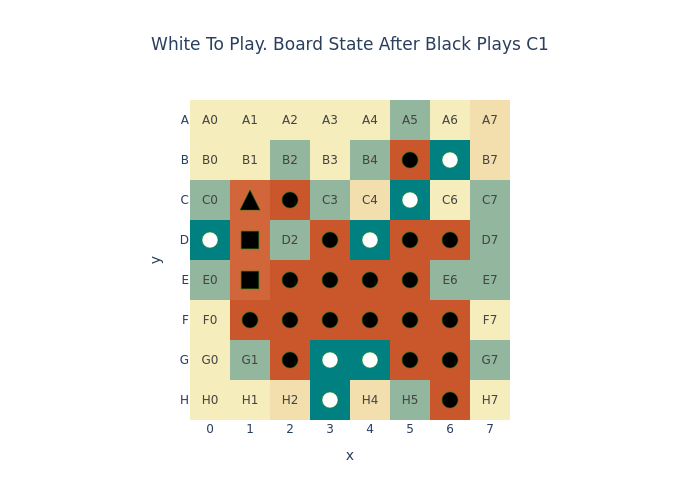 White To Play. Board State After Black Plays C1
A A0 A1 A2 A3 A4 A5 A6 A7
B B0 B1 B2 B3 B4 B7
C C0 C3 C4 C6 C7
D D2 D7
y
E E0 E6 E7
F F0 F7
G G0 G1 G7
H H0 H1 H2 H4 H5 H7
0 1 2 3 4 5 6 7
x